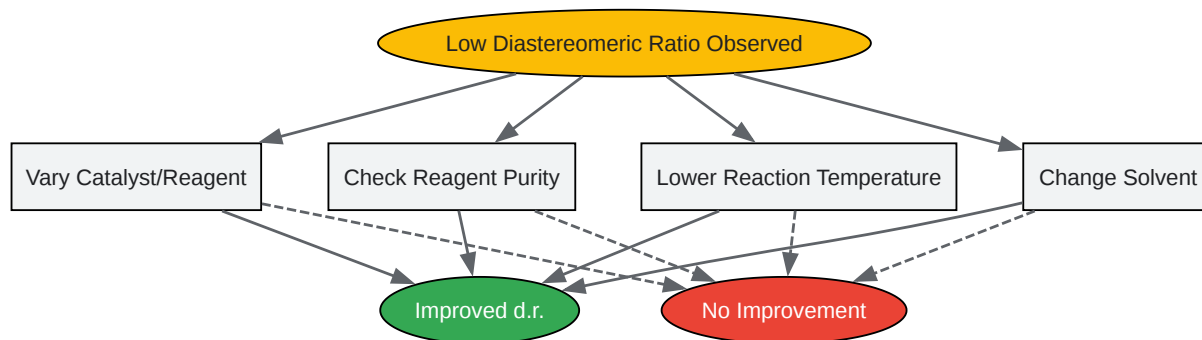 Low Diastereomeric Ratio Observed
Vary Catalyst/Reagent
Check Reagent Purity
Lower Reaction Temperature
Change Solvent
Improved d.r.
No Improvement